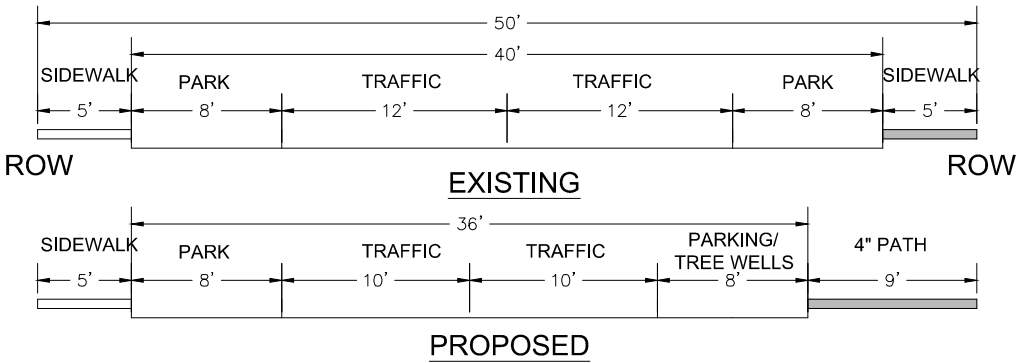 50'
40'
SIDEWALK PARK TRAFFIC TRAFFIC PARK SIDEWALK
5' 8' 12' 12' 8' 5'
ROW ROW
EXISTING
36'
SIDEWALK PARK TRAFFIC TRAFFIC PARKING/ TREE WELLS 4" PATH
5' 8' 10' 10' 8' 9'
PROPOSED